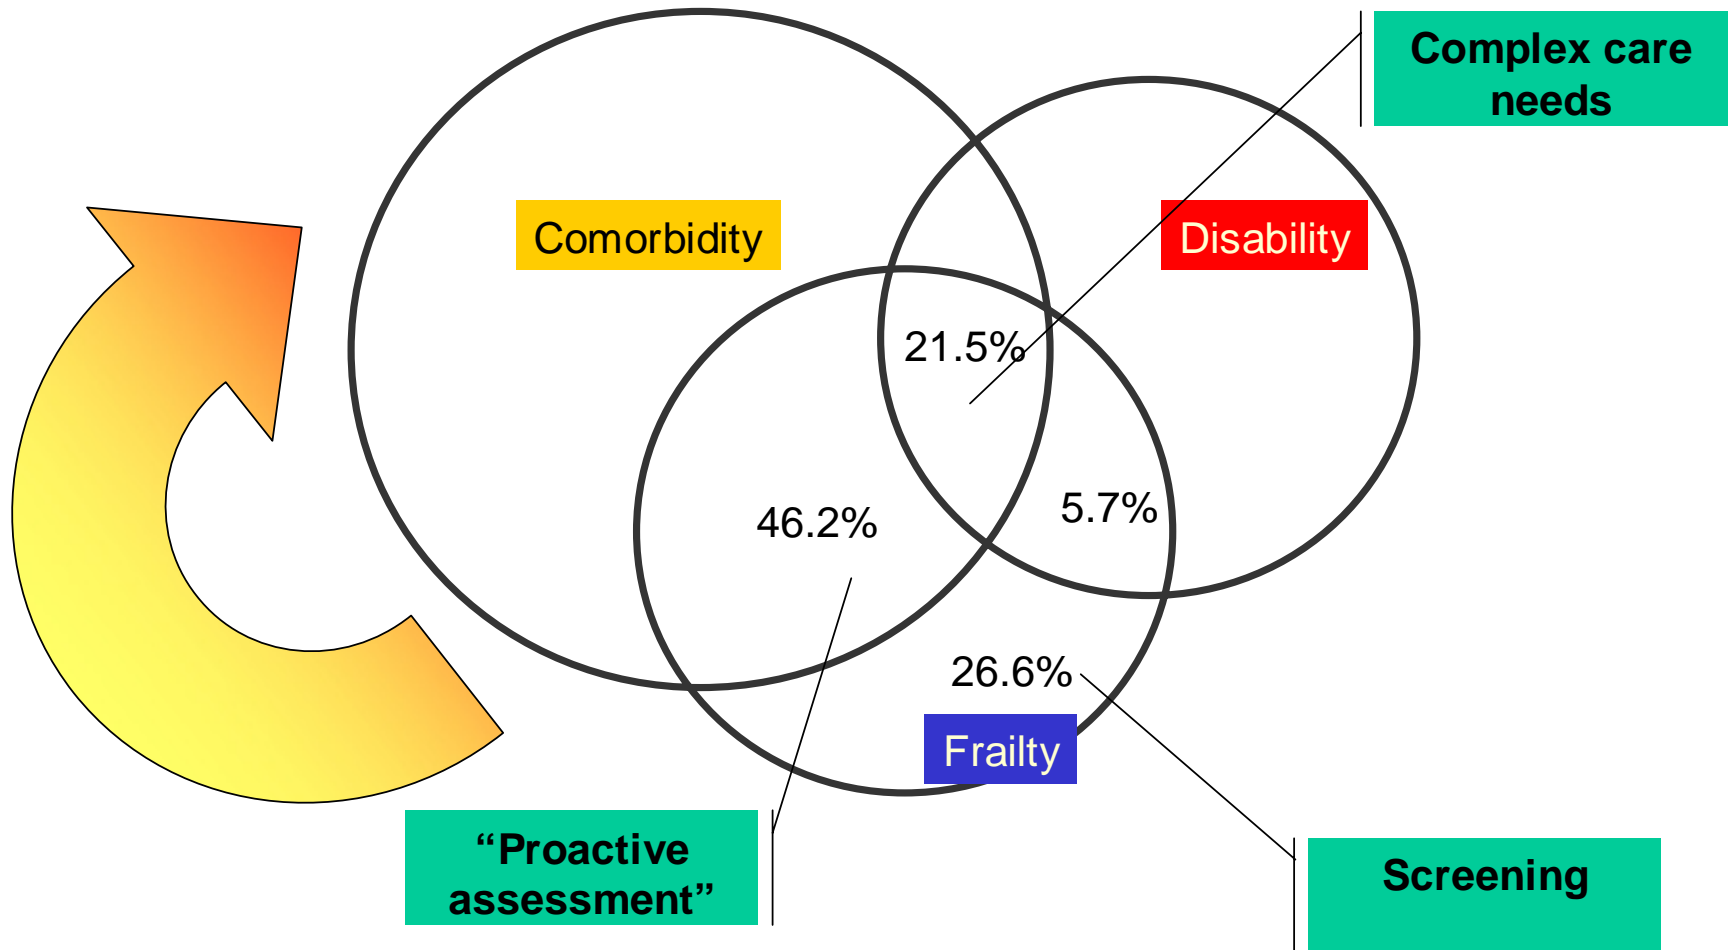 Complex care
needs
Comorbidity
Disability
21.5%
46.2%
5.7%
26.6%
Frailty
“Proactive
assessment”
Screening